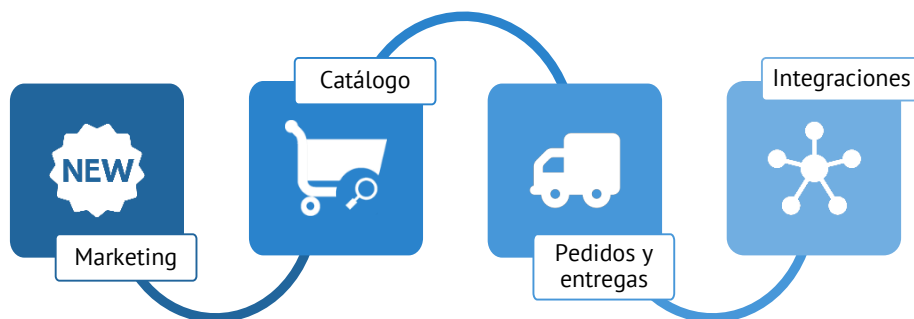 NEW
Marketing
Catálogo
Pedidos y
entregas
Integraciones